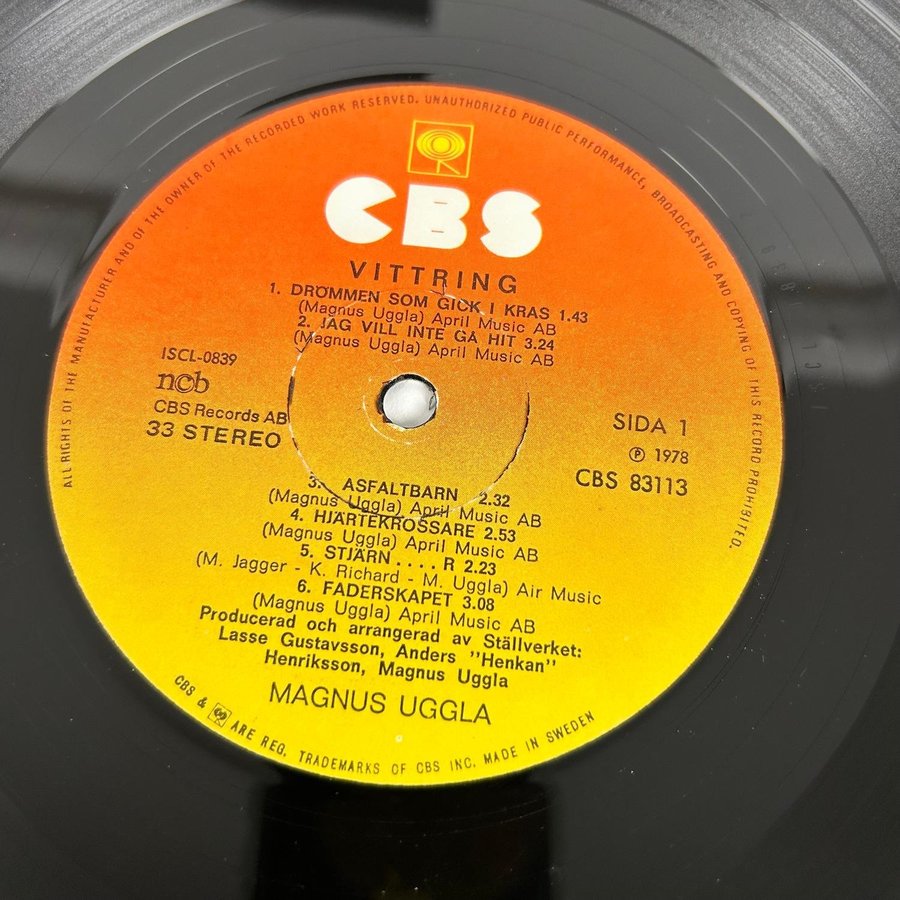 ALL RIGHTS OF THE MANUFACTURER AND OF THE OWNER OF THE RECORDED WORK RESERVED. UNAUTHORIZED PUBLIC PERFORMANCE, BROADCASTING AND COPYING OF THIS RECORD PROHIBITED.
CBS
VITTRING
1. DRÖMMEN SOM GICK I KRAS 1.43
(Magnus Uggla) April Music AB
2. JAG VILL INTE GÅ HIT 3.24
(Magnus Uggla) April Music AB
ISCL-0839
ncb
CBS Records AB
33 STEREO
SIDA 1
℗ 1978
CBS 83113
3. ASFALTBARN 2.32
(Magnus Uggla) April Music AB
4. HJÄRTEKROSSARE 2.53
(Magnus Uggla) April Music AB
5. STJÄRN....R 2.23
(M. Jagger - K. Richard - M. Uggla) Air Music
6. FADERSKAPET 3.08
(Magnus Uggla) April Music AB
Producerad och arrangerad av Ställverket:
Lasse Gustavsson, Anders "Henkan"
Henriksson, Magnus Uggla
MAGNUS UGGLA
CBS & ARE REG. TRADEMARKS OF CBS INC. MADE IN SWEDEN